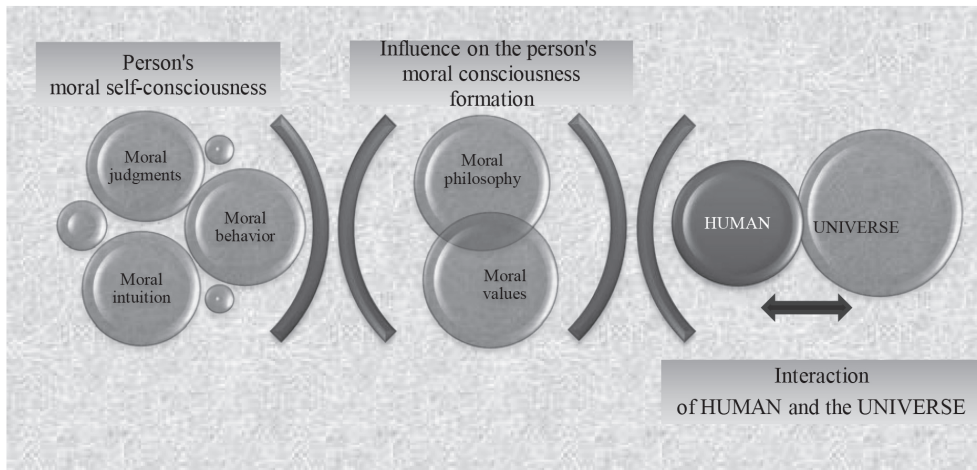 Person's
moral self-consciousness
Moral
judgments
Moral
behavior
Moral
intuition
Influence on the person's
moral consciousness
formation
Moral
philosophy
Moral
values
HUMAN
UNIVERSE
Interaction
of HUMAN and the UNIVERSE